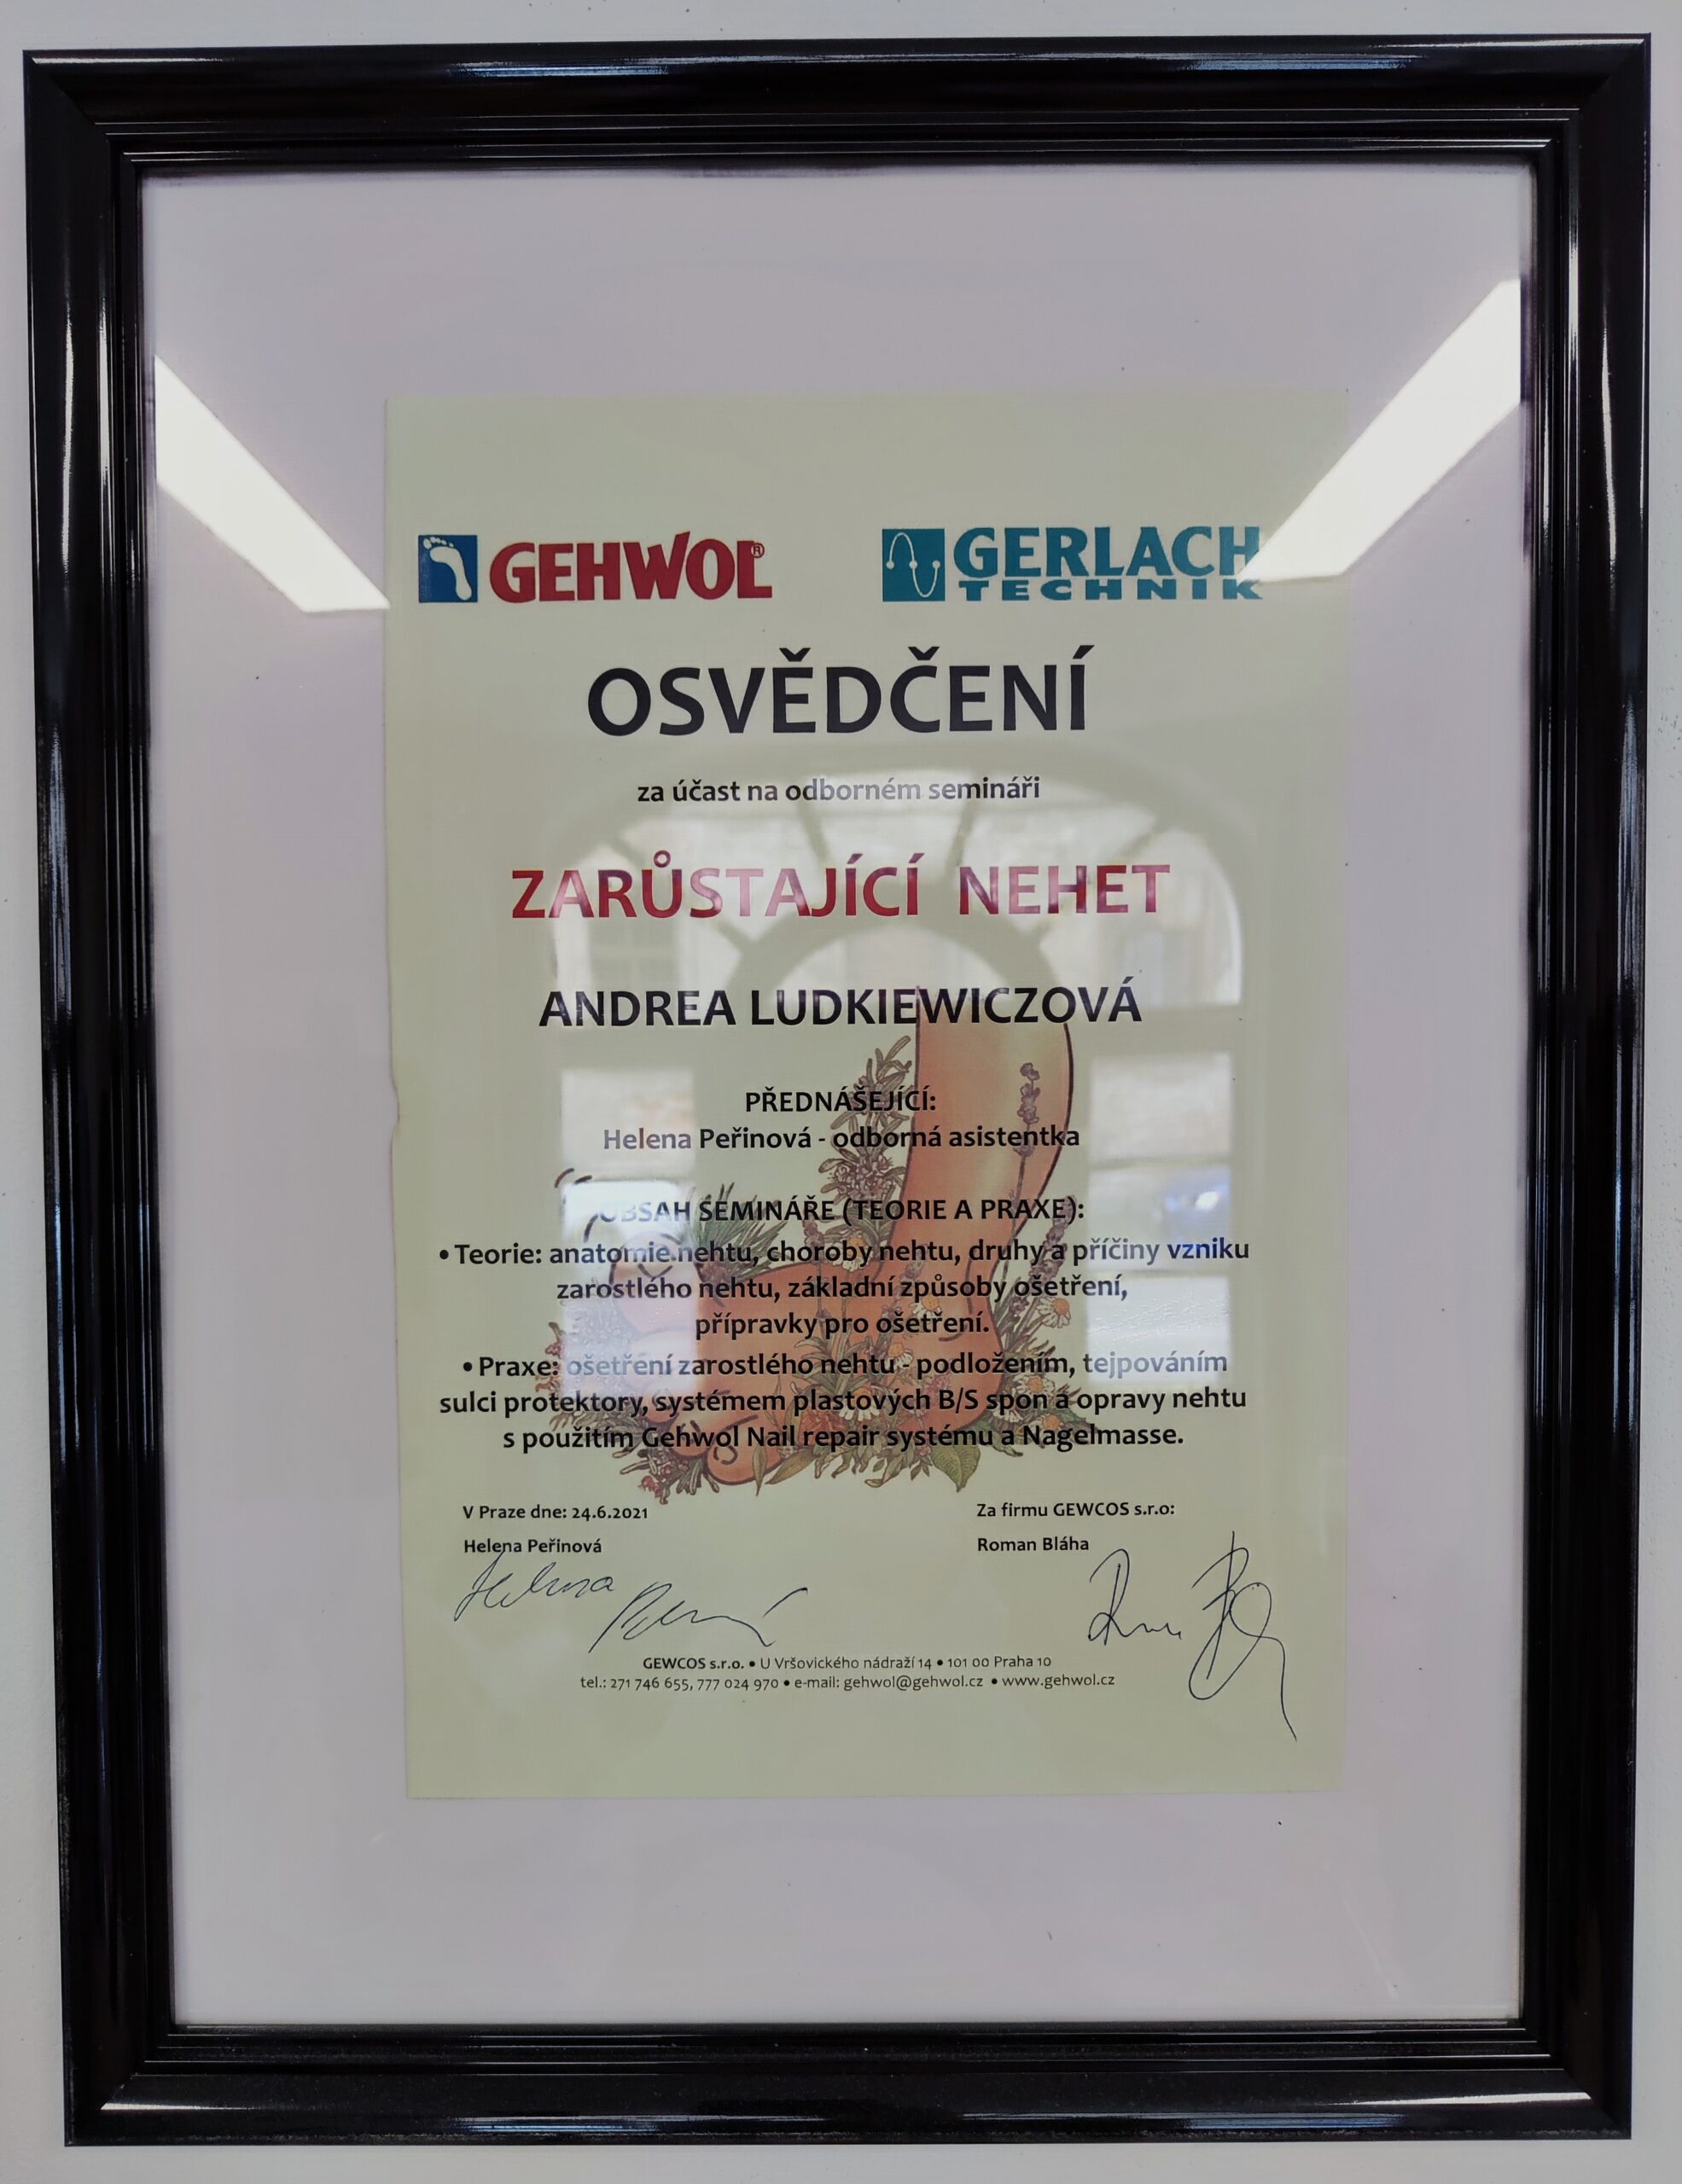 GEHWOL®
GERLACH
TECHNIK
OSVĚDČENÍ
za účast na odborném semináři
ZARŮSTAJÍCÍ NEHET
ANDREA LUDKIEWICZOVÁ
PŘEDNÁŠEJÍCÍ:
Helena Peřinová - odborná asistentka
OBSAH SEMINÁŘE (TEORIE A PRAXE):
• Teorie: anatomie nehtu, choroby nehtu, druhy a příčiny vzniku
zarostlého nehtu, základní způsoby ošetření,
přípravky pro ošetření.
• Praxe: ošetření zarostlého nehtu - podložením, tejpováním
sulci protektory, systémem plastových B/S spon a opravy nehtu
s použitím Gehwol Nail repair systému a Nagelmasse.
V Praze dne: 24.6.2021
Helena Peřinová
Za firmu GEWCOS s.r.o:
Roman Bláha
Helena
GEWCOS s.r.o. • U Vršovického nádraží 14 • 101 00 Praha 10
tel.: 271 746 655, 777 024 970 • e-mail: gehwol@gehwol.cz • www.gehwol.cz